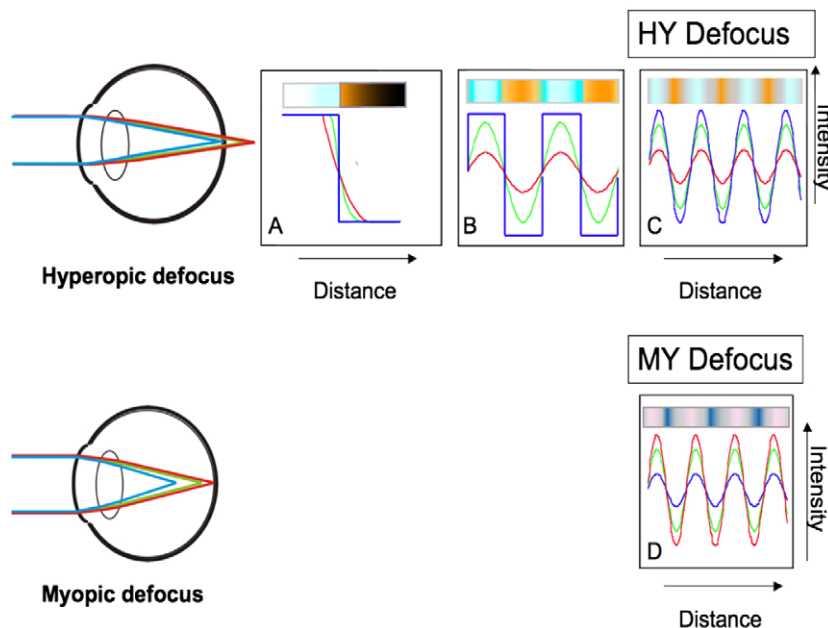 HY Defocus
A
B
C
Intensity
Hyperopic defocus
Distance
Distance
MY Defocus
D
Intensity
Myopic defocus
Distance